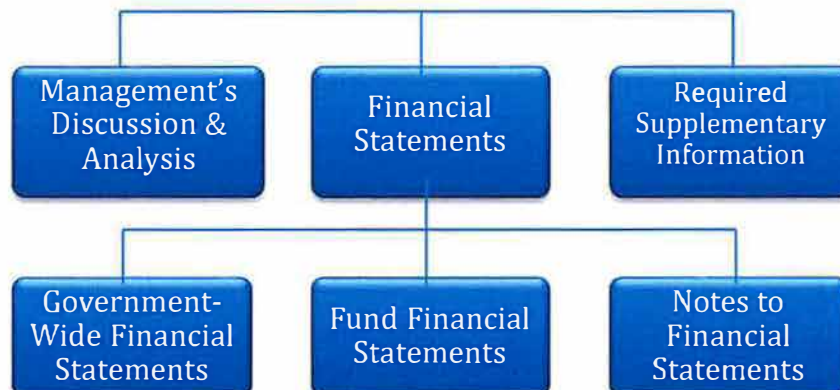 Management's
Discussion &
Analysis
Financial
Statements
Required
Supplementary
Information
Government-
Wide Financial
Statements
Fund Financial
Statements
Notes to
Financial
Statements